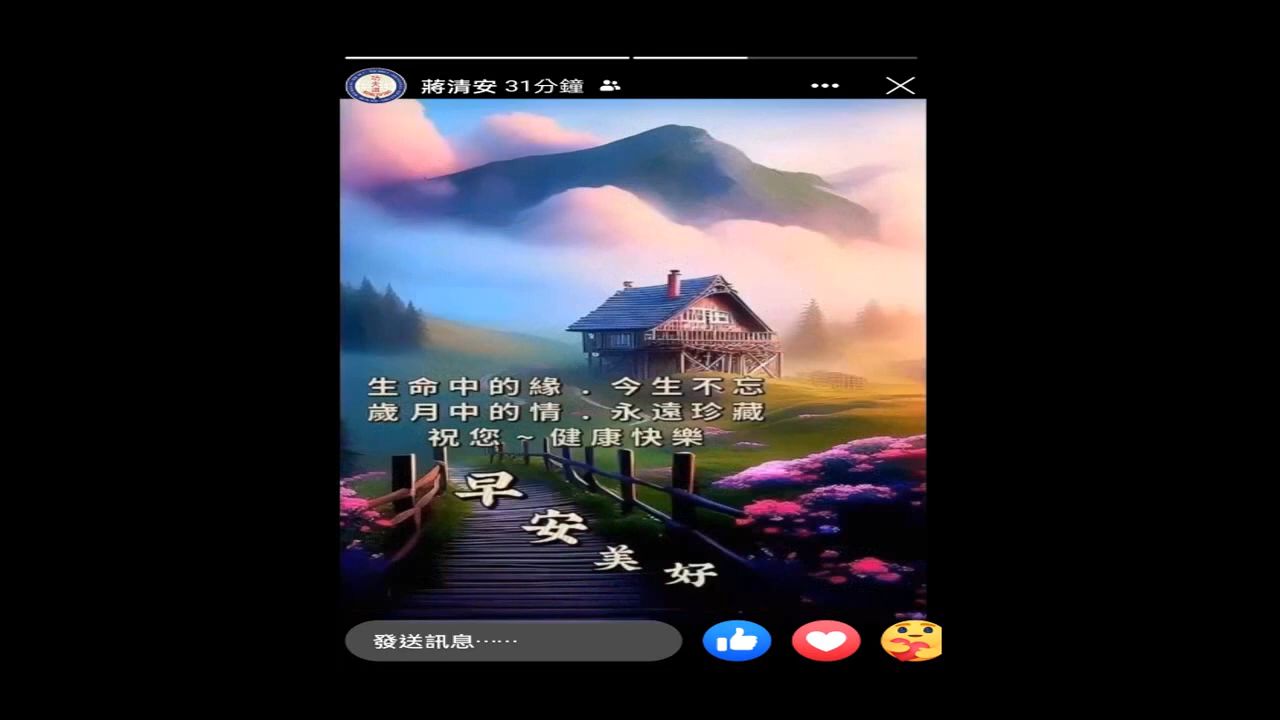 蔣清安 31分鐘
生命中的緣．今生不忘
歲月中的情．永遠珍藏
祝您~健康快樂
早安美好
發送訊息……